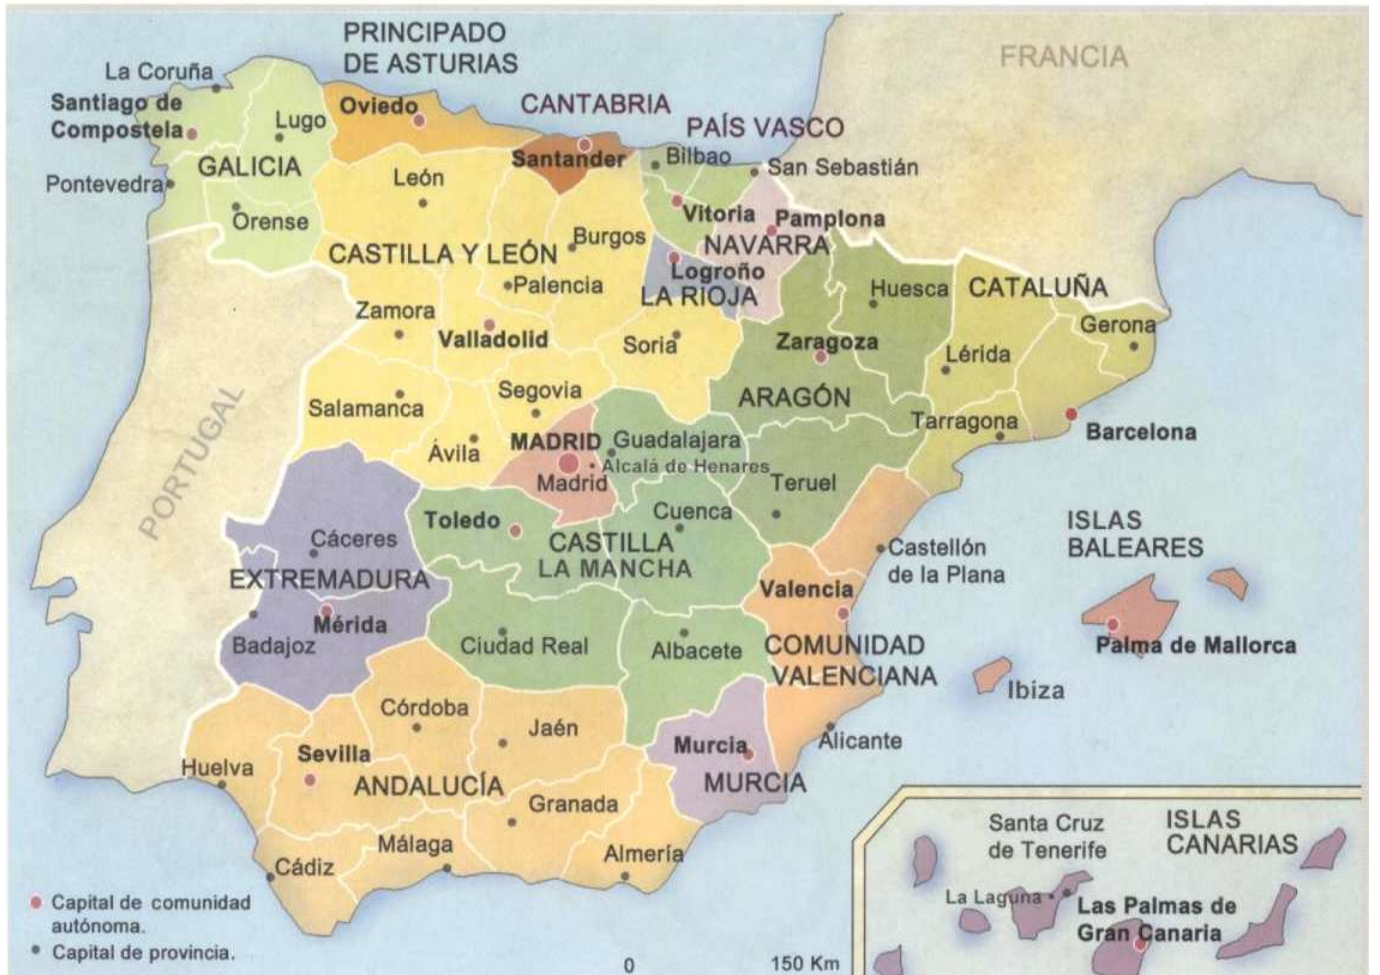 PRINCIPADO
DE ASTURIAS
FRANCIA
La Coruña
Santiago de
Compostela
Oviedo
CANTABRIA
Lugo
PAÍS VASCO
Bilbao
Santander
GALICIA
San Sebastián
León
Pontevedra
Vitoria
Pamplona
Orense
Burgos
NAVARRA
CASTILLA Y LEÓN
Logroño
Palencia
LA RIOJA
Huesca
CATALUÑA
Zamora
Gerona
Valladolid
Soria
Zaragoza
Lérida
Segovia
Salamanca
ARAGÓN
Tarragona
Barcelona
PORTUGAL
Ávila
MADRID
Guadalajara
Alcalá de Henares
Madrid
Teruel
Toledo
Cuenca
ISLAS
BALEARES
Cáceres
CASTILLA
LA MANCHA
Castellón
de la Plana
EXTREMADURA
Valencia
Mérida
Badajoz
Ciudad Real
Albacete
COMUNIDAD
VALENCIANA
Palma de Mallorca
Ibiza
Córdoba
Jaén
Murcia
Alicante
Sevilla
Huelva
ANDALUCÍA
MURCIA
Granada
Málaga
Almería
Cádiz
Santa Cruz
de Tenerife
ISLAS
CANARIAS
La Laguna
Las Palmas de
Gran Canaria
Capital de comunidad
autónoma.
Capital de provincia.
0 150 Km